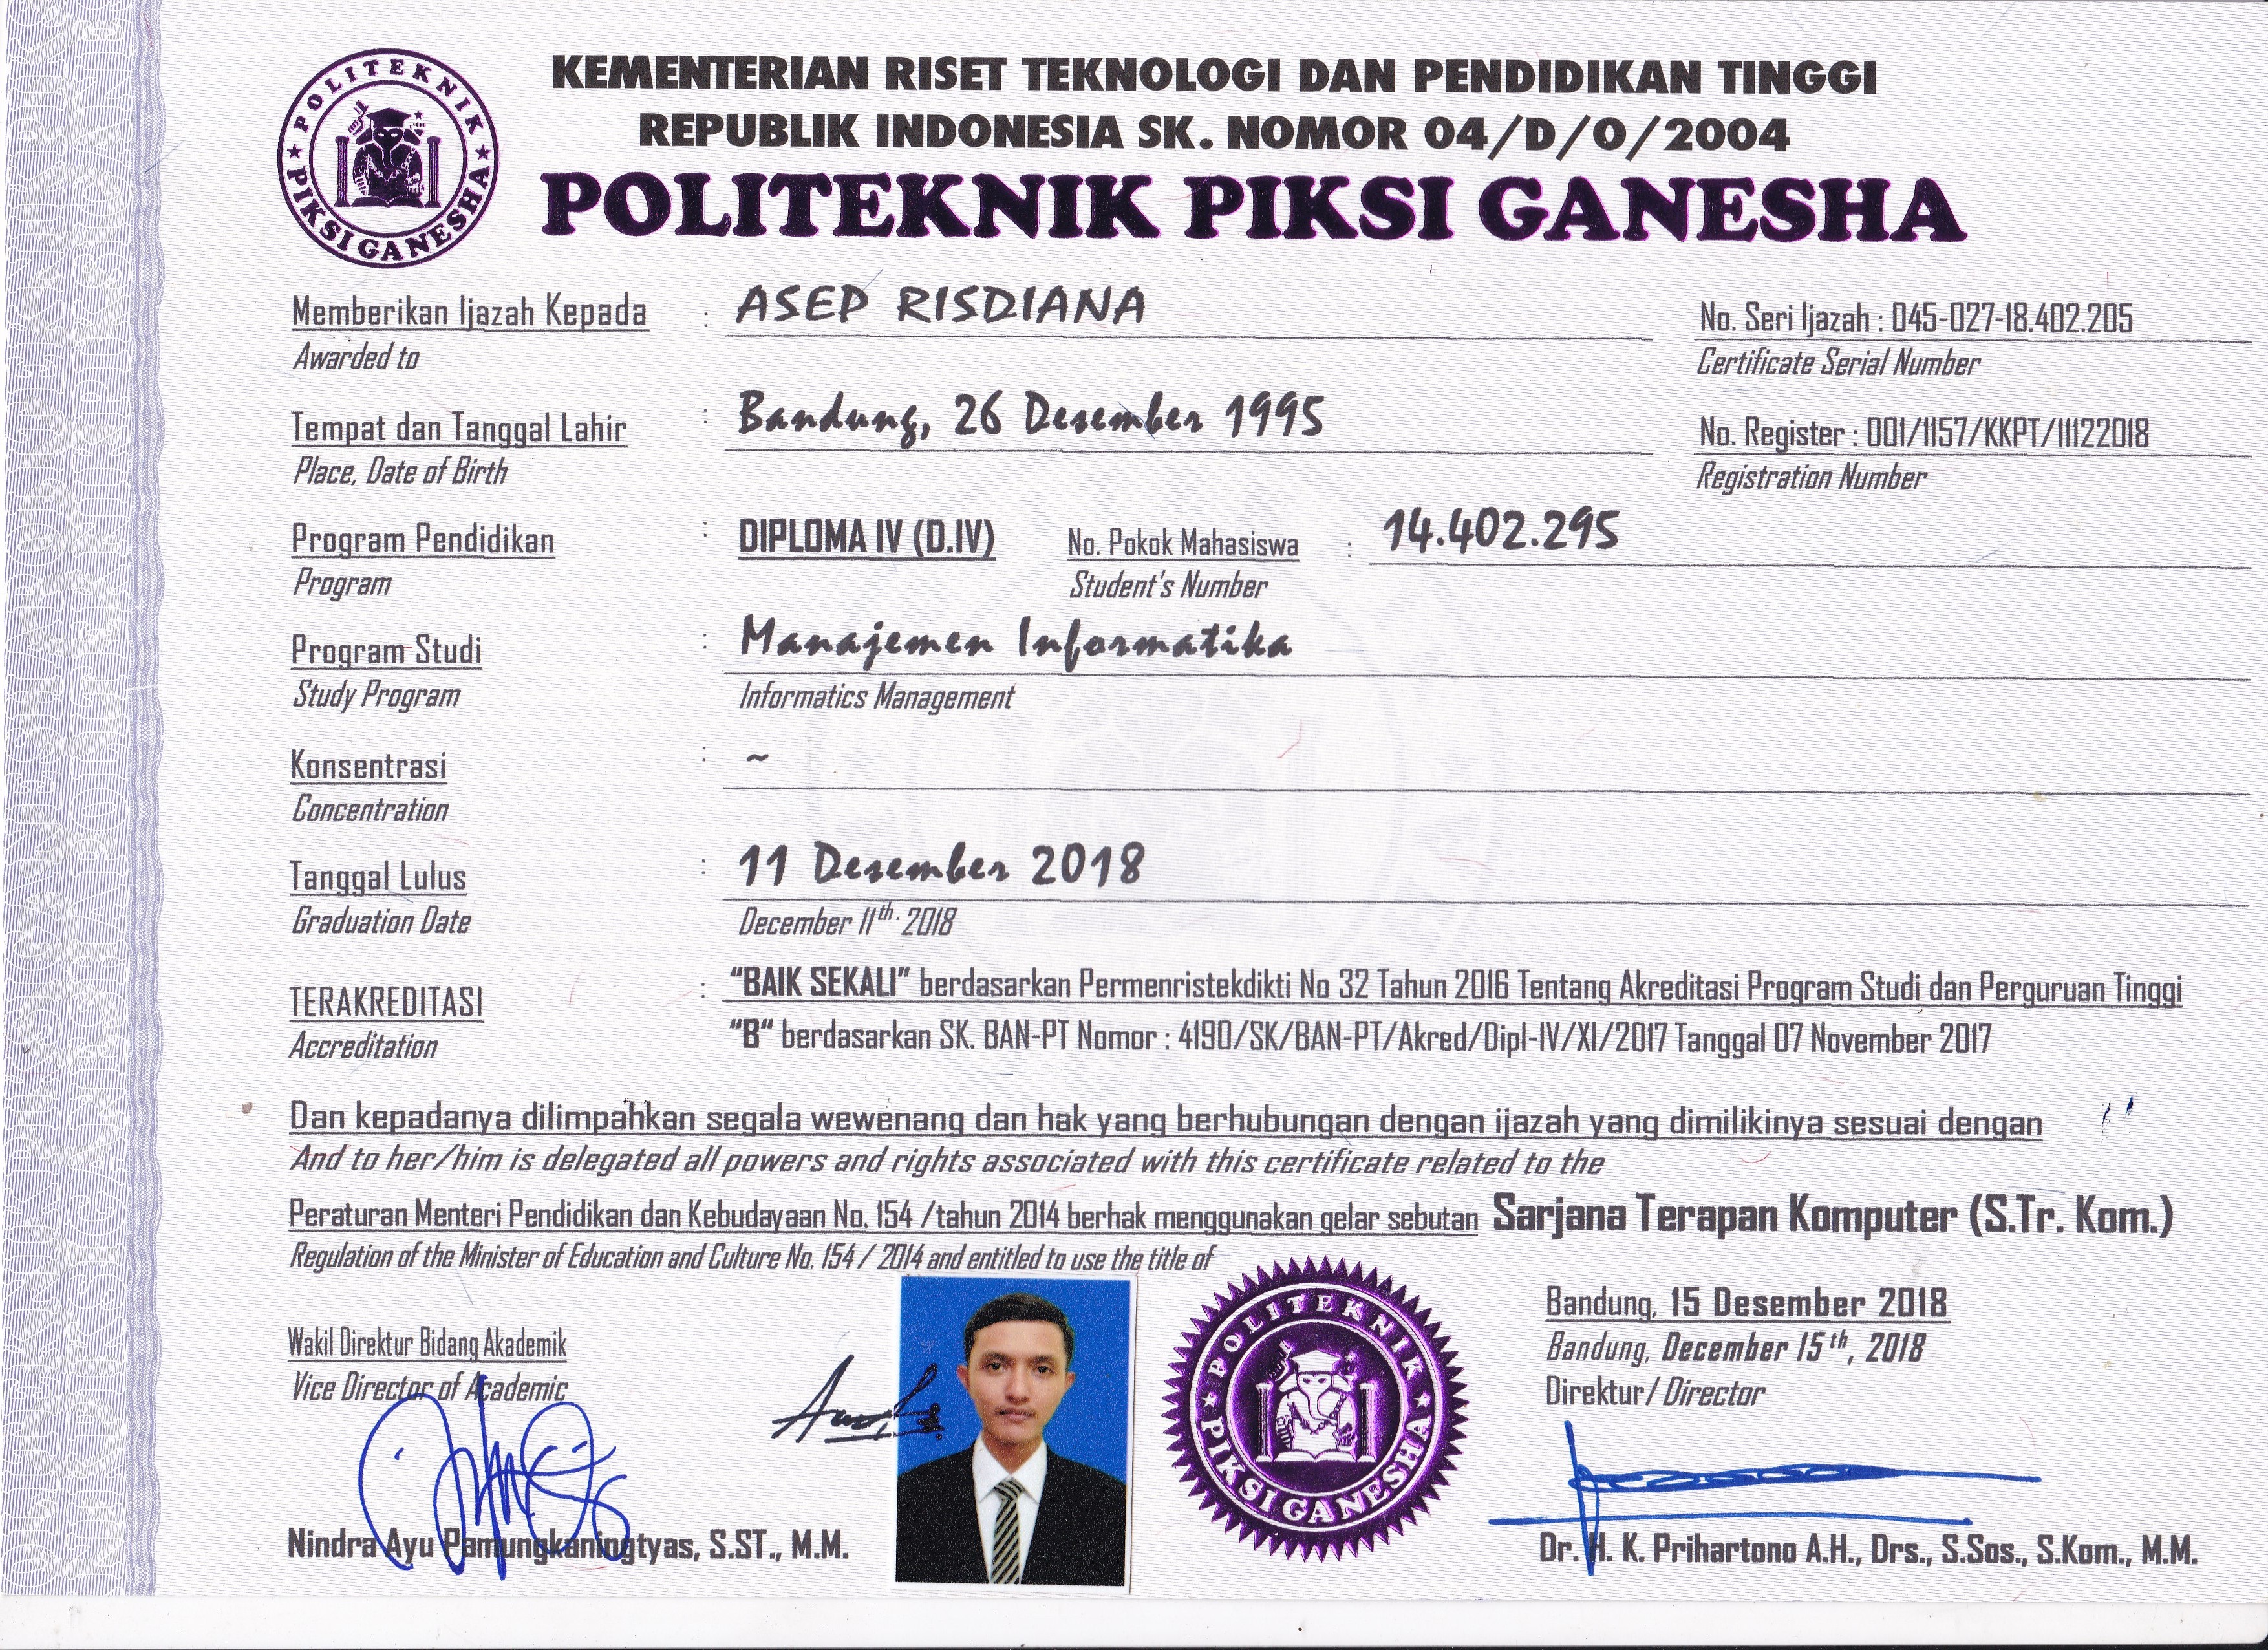 POLITEKNIK PIKSI GANESHA
KEMENTERIAN RISET TEKNOLOGI DAN PENDIDIKAN TINGGI
REPUBLIK INDONESIA SK. NOMOR 04/D/O/2004
POLITEKNIK PIKSI GANESHA
Memberikan Ijazah Kepada : ASEP RISDIANA
Awarded to
No. Seri Ijazah : 045-027-18.402.205
Certificate Serial Number
Tempat dan Tanggal Lahir : Bandung, 26 Desember 1995
Place, Date of Birth
No. Register : 001/1157/KKPT/11122018
Registration Number
Program Pendidikan : DIPLOMA IV (D.IV) No. Pokok Mahasiswa : 14.402.295
Program Student's Number
Program Studi : Manajemen Informatika
Study Program Informatics Management
Konsentrasi : ~
Concentration
Tanggal Lulus : 11 Desember 2018
Graduation Date December 11th. 2018
TERAKREDITASI : “BAIK SEKALI” berdasarkan Permenristekdikti No 32 Tahun 2016 Tentang Akreditasi Program Studi dan Perguruan Tinggi
Accreditation “B“ berdasarkan SK. BAN-PT Nomor : 4190/SK/BAN-PT/Akred/Dipl-IV/XI/2017 Tanggal 07 November 2017
Dan kepadanya dilimpahkan segala wewenang dan hak yang berhubungan dengan ijazah yang dimilikinya sesuai dengan
And to her/him is delegated all powers and rights associated with this certificate related to the
Peraturan Menteri Pendidikan dan Kebudayaan No. 154 /tahun 2014 berhak menggunakan gelar sebutan Sarjana Terapan Komputer (S.Tr. Kom.)
Regulation of the Minister of Education and Culture No. 154 / 2014 and entitled to use the title of
Wakil Direktur Bidang Akademik
Vice Director of Academic
Nindra Ayu Pamungkaningtyas, S.ST., M.M.
POLITEKNIK PIKSI GANESHA
Bandung, 15 Desember 2018
Bandung, December 15th, 2018
Direktur/ Director
Dr. H. K. Prihartono A.H., Drs., S.Sos., S.Kom., M.M.